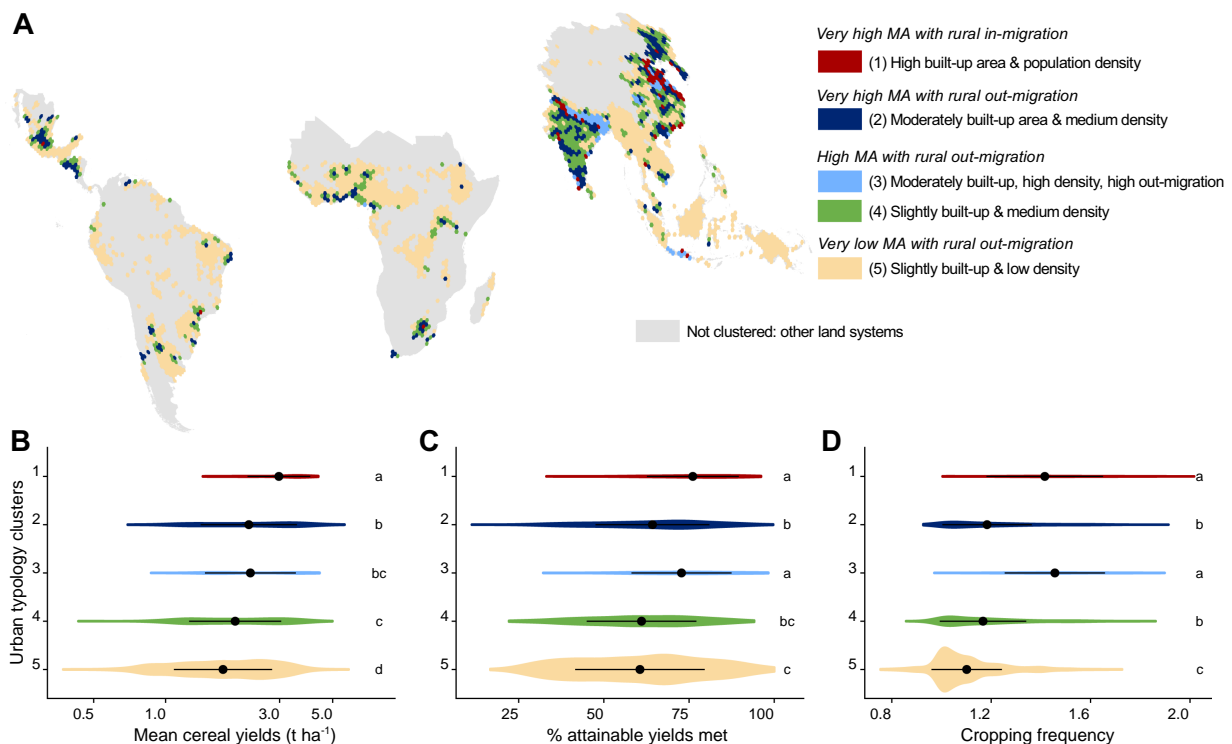 A
Very high MA with rural in-migration
(1) High built-up area & population density
Very high MA with rural out-migration
(2) Moderately built-up area & medium density
High MA with rural out-migration
(3) Moderately built-up, high density, high out-migration
(4) Slightly built-up & medium density
Very low MA with rural out-migration
(5) Slightly built-up & low density
Not clustered: other land systems
B
Urban typology clusters
1
a
2
b
3
bc
4
c
5
d
0.5 1.0 3.0 5.0
Mean cereal yields (t ha⁻¹)
C
a
b
a
bc
c
25 50 75 100
% attainable yields met
D
1
a
2
b
3
a
4
b
5
c
0.8 1.2 1.6 2.0
Cropping frequency